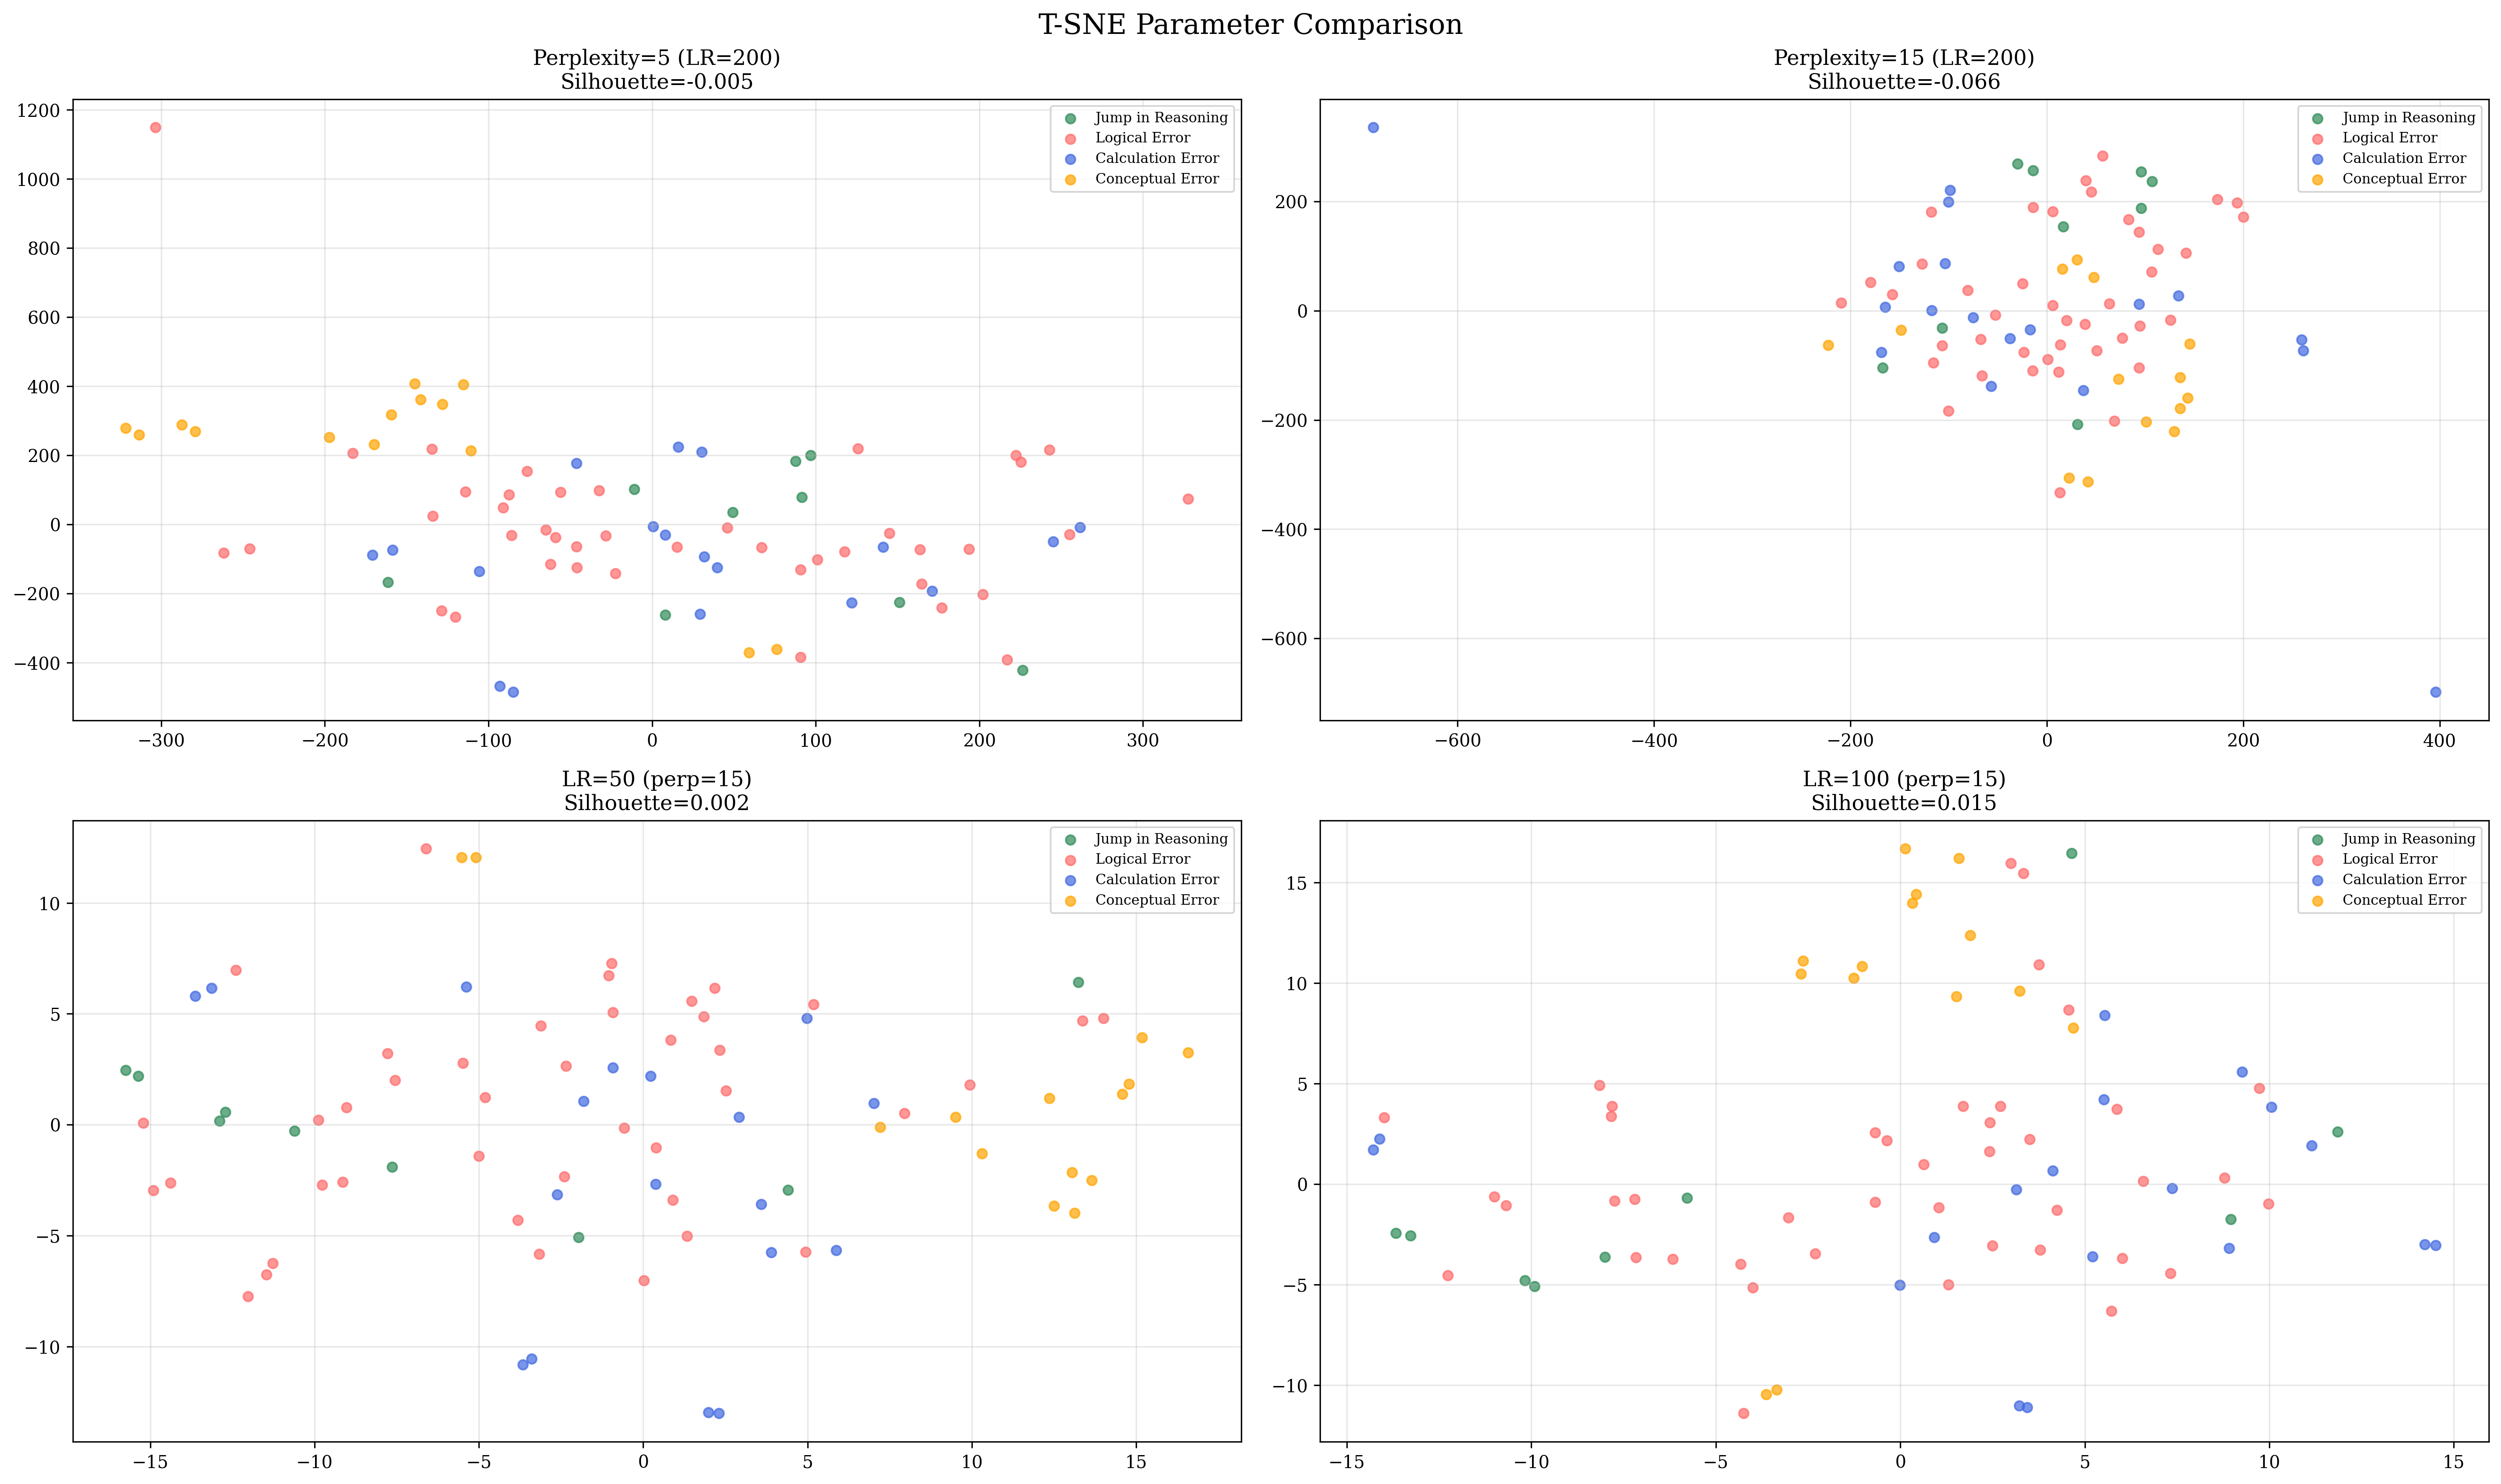 T-SNE Parameter Comparison
Perplexity=5 (LR=200)
Silhouette=-0.005
1200
1000
800
600
400
200
0
−200
−400
−300
−200
−100
0
100
200
300
Jump in Reasoning
Logical Error
Calculation Error
Conceptual Error
Perplexity=15 (LR=200)
Silhouette=-0.066
200
0
−200
−400
−600
−600
−400
−200
0
200
400
Jump in Reasoning
Logical Error
Calculation Error
Conceptual Error
LR=50 (perp=15)
Silhouette=0.002
10
5
0
−5
−10
−15
−10
−5
0
5
10
15
Jump in Reasoning
Logical Error
Calculation Error
Conceptual Error
LR=100 (perp=15)
Silhouette=0.015
15
10
5
0
−5
−10
−15
−10
−5
0
5
10
15
Jump in Reasoning
Logical Error
Calculation Error
Conceptual Error